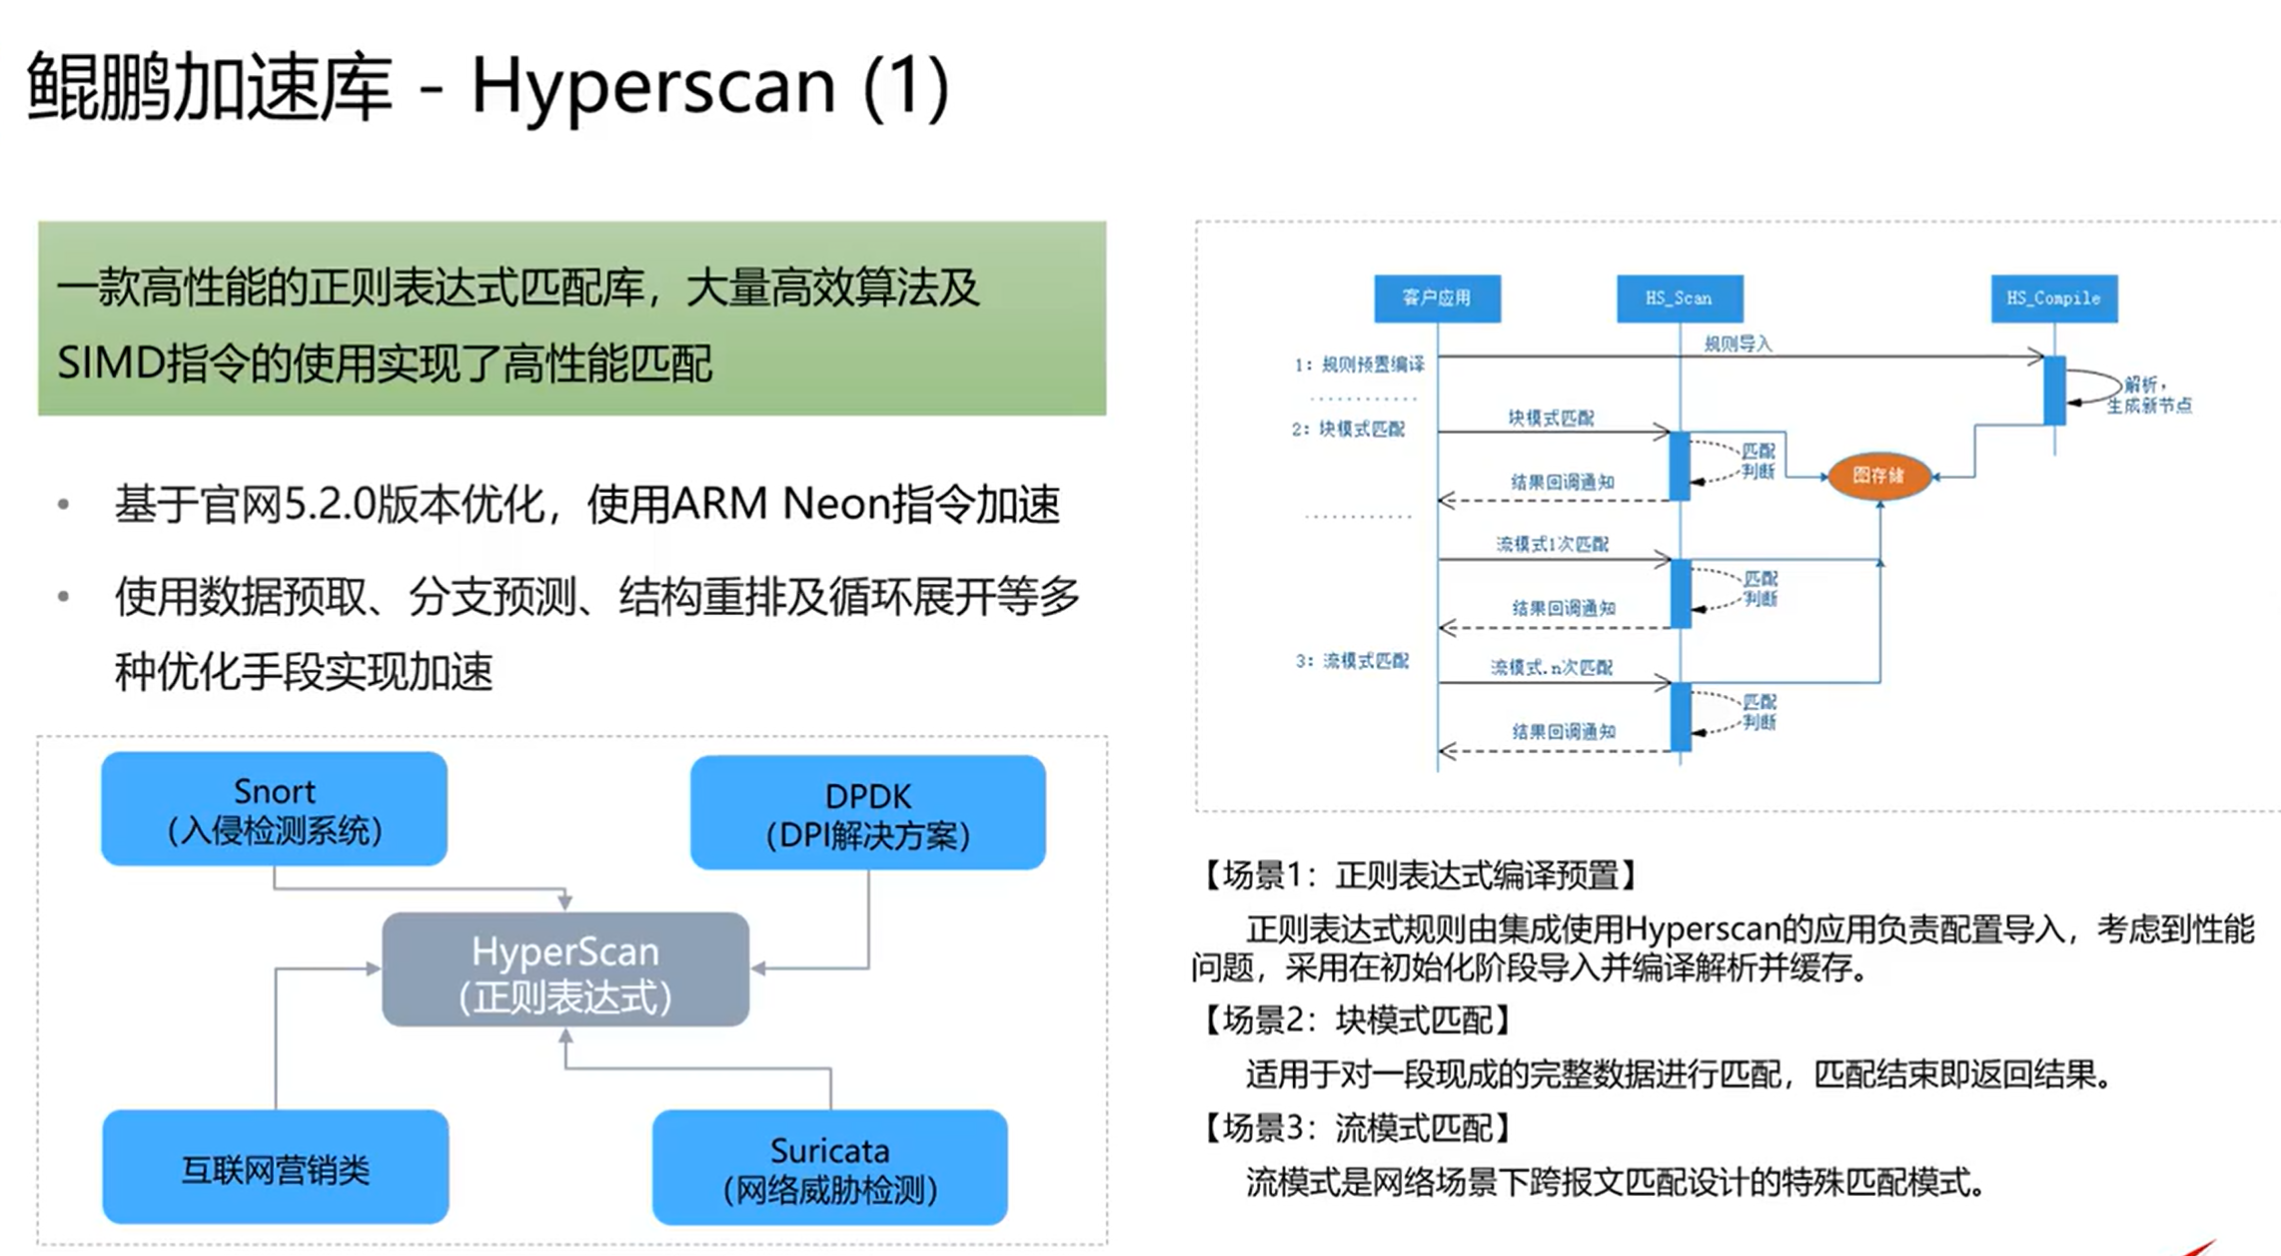 鲲鹏加速库 - Hyperscan (1)
一款高性能的正则表达式匹配库，大量高效算法及
SIMD指令的使用实现了高性能匹配
• 基于官网5.2.0版本优化，使用ARM Neon指令加速
• 使用数据预取、分支预测、结构重排及循环展开等多
种优化手段实现加速
Snort
（入侵检测系统）
DPDK
（DPI解决方案）
HyperScan
（正则表达式）
互联网营销类
Suricata
（网络威胁检测）
客户应用
HS_Scan
HS_Compile
规则导入
1: 规则预置编译
解析，
生成新节点
块模式匹配
2: 块模式匹配
匹配
判断
图存储
结果回调通知
流模式1次匹配
匹配
判断
结果回调通知
3: 流模式匹配
流模式.n次匹配
匹配
判断
结果回调通知
【场景1：正则表达式编译预置】
正则表达式规则由集成使用Hyperscan的应用负责配置导入，考虑到性能
问题，采用在初始化阶段导入并编译解析并缓存。
【场景2：块模式匹配】
适用于对一段现成的完整数据进行匹配，匹配结束即返回结果。
【场景3：流模式匹配】
流模式是网络场景下跨报文匹配设计的特殊匹配模式。